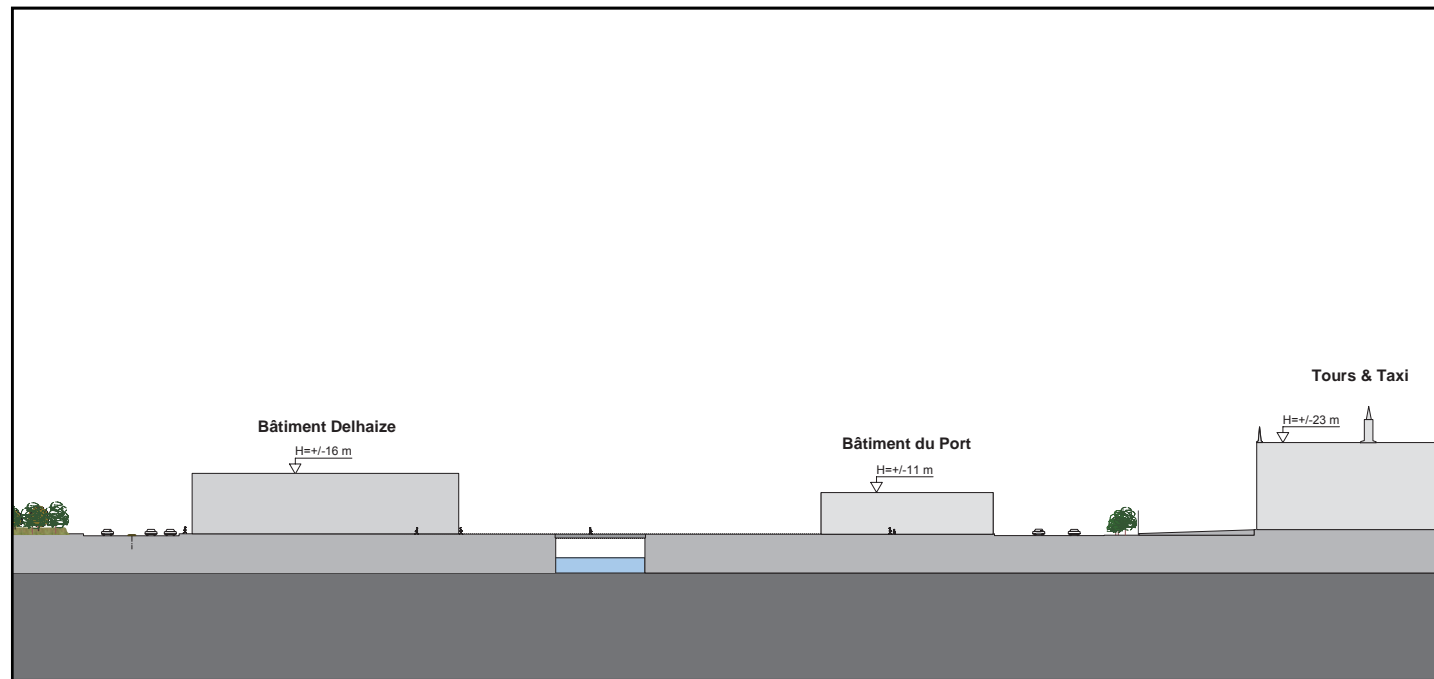 Tours & Taxi
H=+/-23 m
Bâtiment Delhaize
H=+/-16 m
Bâtiment du Port
H=+/-11 m